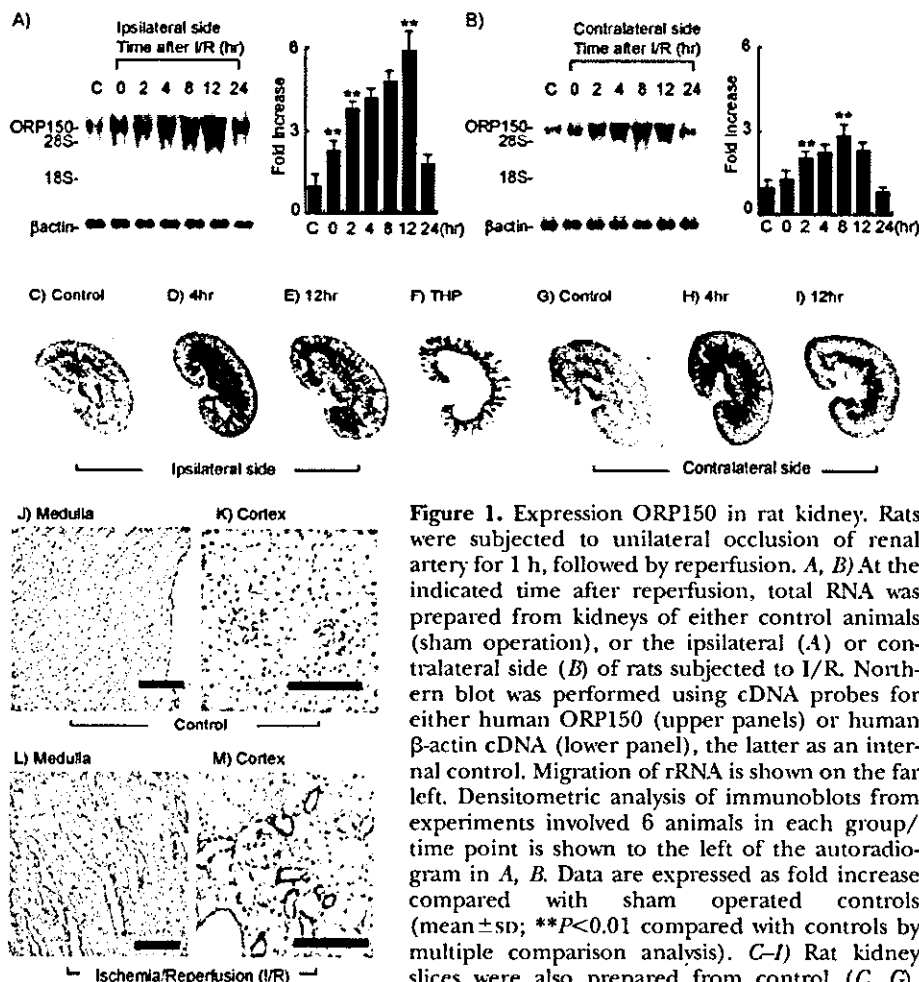 A)
Ipsilateral side
Time after I/R (hr)
C 0 2 4 8 12 24
ORP150-
28S-
18S-
βactin-
Fold Increase
6
3
0
** ** **
C 0 2 4 8 12 24(hr)
B)
Contralateral side
Time after I/R (hr)
C 0 2 4 8 12 24
ORP150-
28S-
18S-
βactin-
Fold Increase
6
3
0
** **
C 0 2 4 8 12 24(hr)
C) Control D) 4hr E) 12hr F) THP G) Control H) 4hr I) 12hr
Ipsilateral side Contralateral side
J) Medulla K) Cortex
Control
L) Medulla M) Cortex
Ischemia/Reperfusion (I/R)
Figure 1. Expression ORP150 in rat kidney. Rats
were subjected to unilateral occlusion of renal
artery for 1 h, followed by reperfusion. A, B) At the
indicated time after reperfusion, total RNA was
prepared from kidneys of either control animals
(sham operation), or the ipsilateral (A) or con-
tralateral side (B) of rats subjected to I/R. North-
ern blot was performed using cDNA probes for
either human ORP150 (upper panels) or human
β-actin cDNA (lower panel), the latter as an inter-
nal control. Migration of rRNA is shown on the far
left. Densitometric analysis of immunoblots from
experiments involved 6 animals in each group/
time point is shown to the left of the autoradio-
gram in A, B. Data are expressed as fold increase
compared with sham operated controls
(mean±SD; **P<0.01 compared with controls by
multiple comparison analysis). C–I) Rat kidney
slices were also prepared from control (C, G),